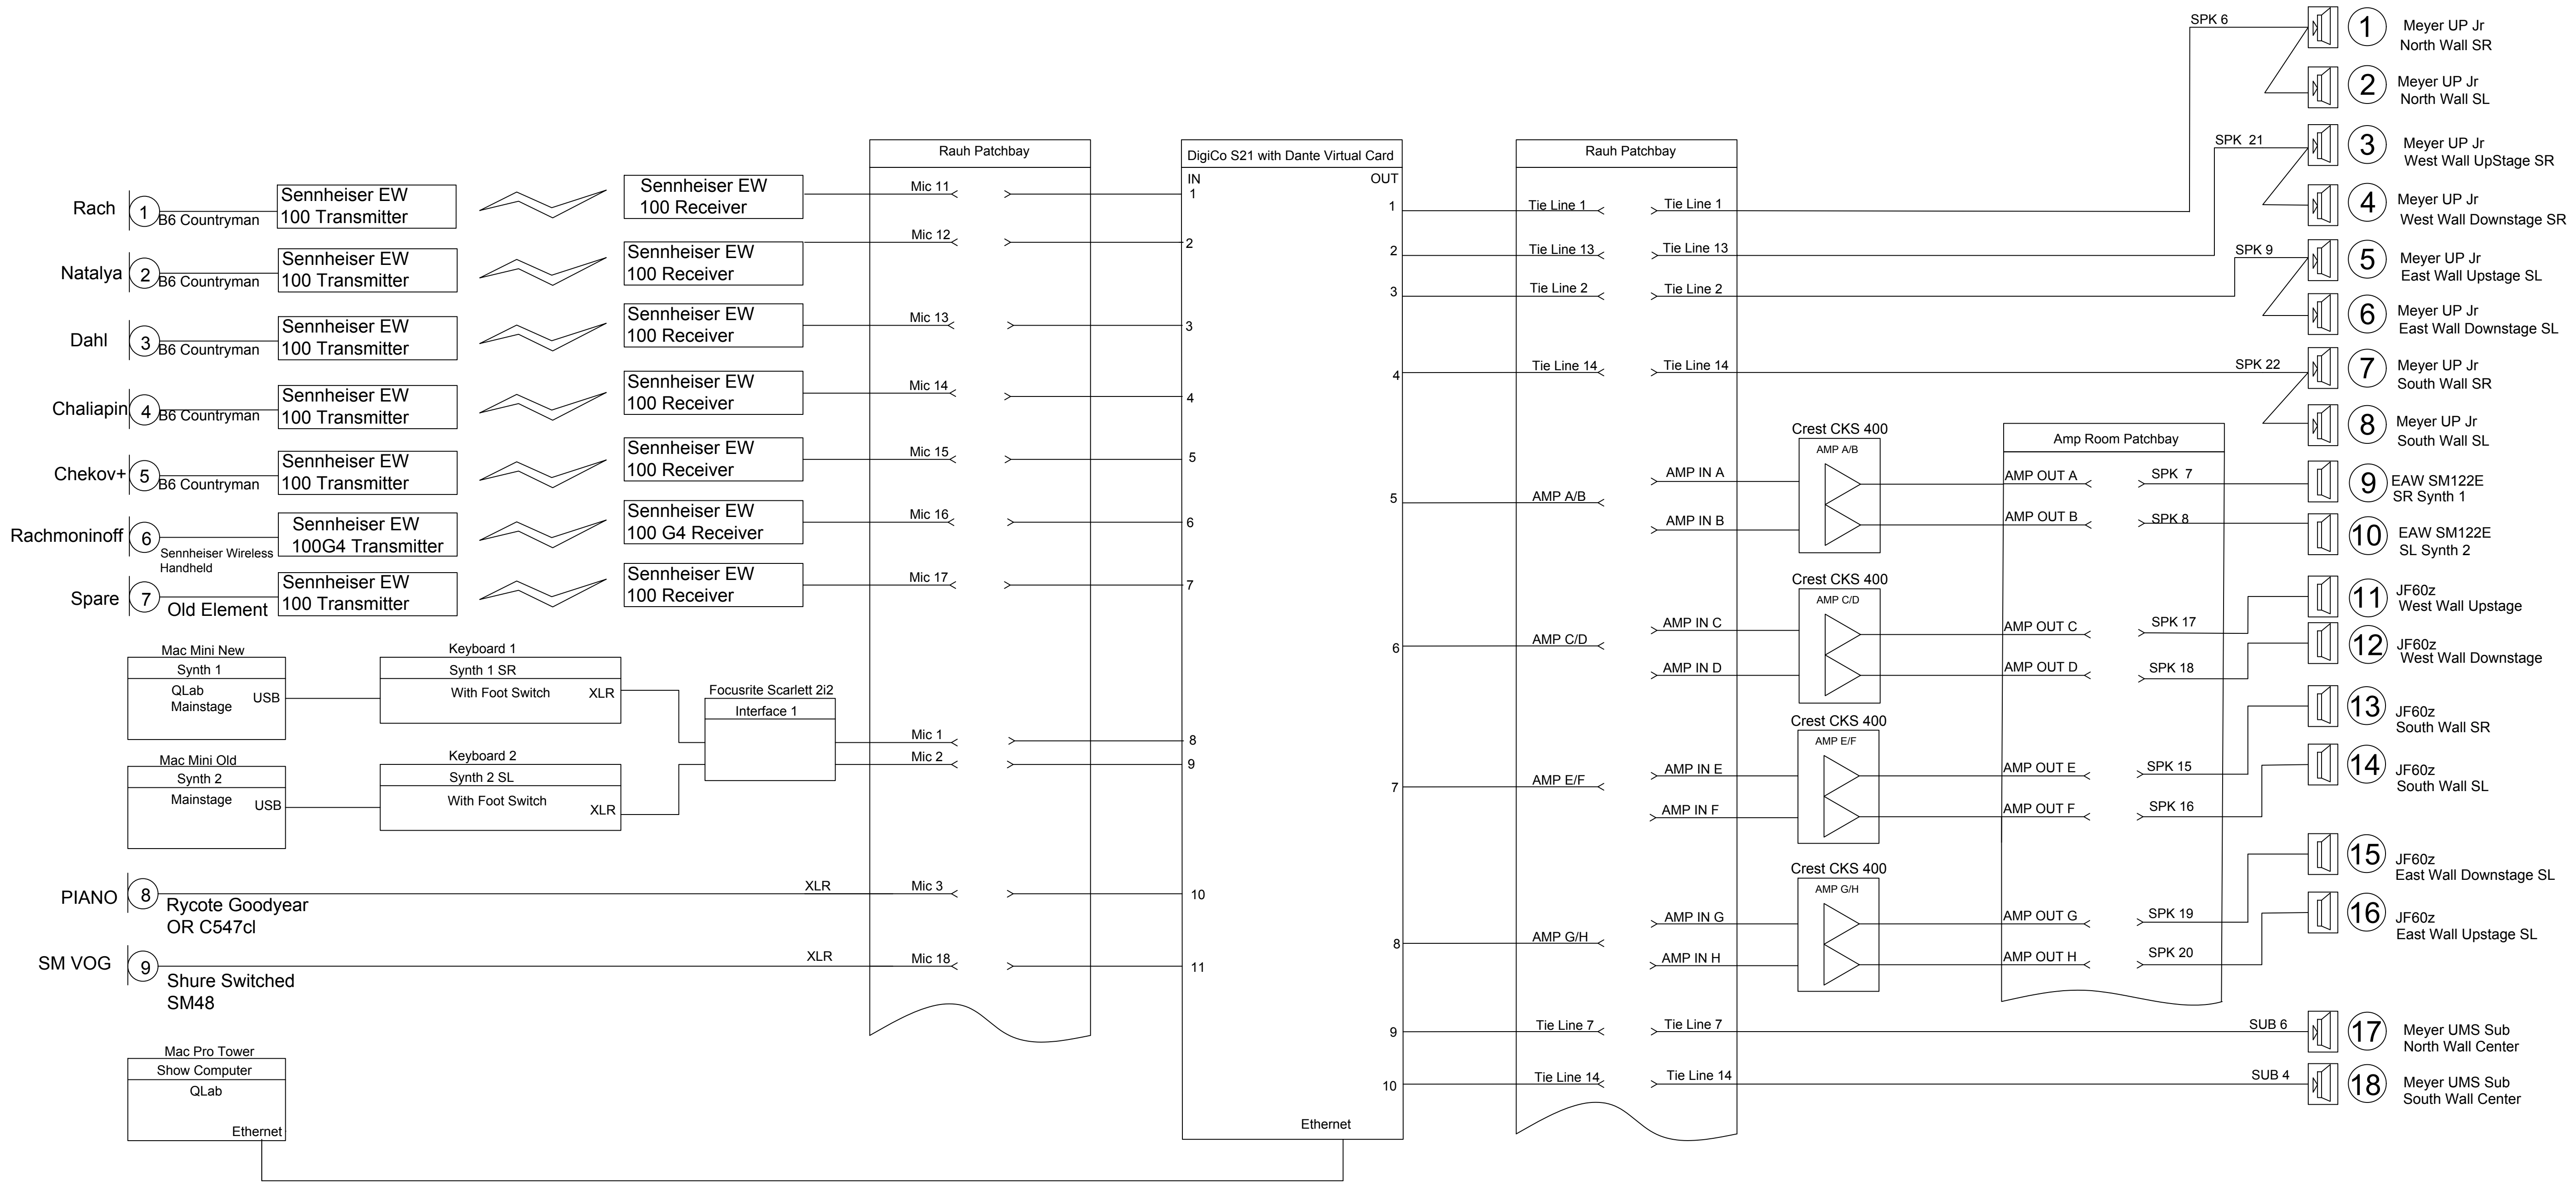 Rach
1
B6 Countryman
Sennheiser EW
100 Transmitter
Sennheiser EW
100 Receiver
Natalya
2
B6 Countryman
Sennheiser EW
100 Transmitter
Sennheiser EW
100 Receiver
Dahl
3
B6 Countryman
Sennheiser EW
100 Transmitter
Sennheiser EW
100 Receiver
Chaliapin
4
B6 Countryman
Sennheiser EW
100 Transmitter
Sennheiser EW
100 Receiver
Chekov+
5
B6 Countryman
Sennheiser EW
100 Transmitter
Sennheiser EW
100 Receiver
Rachmoninoff
6
Sennheiser Wireless
Handheld
Sennheiser EW
100G4 Transmitter
Sennheiser EW
100 G4 Receiver
Spare
7
Old Element
Sennheiser EW
100 Transmitter
Sennheiser EW
100 Receiver
Mac Mini New
Synth 1
QLab
Mainstage
USB
Keyboard 1
Synth 1 SR
With Foot Switch
XLR
Mac Mini Old
Synth 2
Mainstage
USB
Keyboard 2
Synth 2 SL
With Foot Switch
XLR
Focusrite Scarlett 2i2
Interface 1
PIANO
8
Rycote Goodyear
OR C547cl
XLR
SM VOG
9
Shure Switched
SM48
XLR
Mac Pro Tower
Show Computer
QLab
Ethernet
Rauh Patchbay
Mic 11
Mic 12
Mic 13
Mic 14
Mic 15
Mic 16
Mic 17
Mic 1
Mic 2
Mic 3
Mic 18
DigiCo S21 with Dante Virtual Card
IN
1
2
3
4
5
6
7
8
9
10
11
OUT
1
2
3
4
5
6
7
8
9
10
Ethernet
Rauh Patchbay
Tie Line 1
Tie Line 1
Tie Line 13
Tie Line 13
Tie Line 2
Tie Line 2
Tie Line 14
Tie Line 14
AMP A/B
AMP IN A
AMP IN B
AMP C/D
AMP IN C
AMP IN D
AMP E/F
AMP IN E
AMP IN F
AMP G/H
AMP IN G
AMP IN H
Tie Line 7
Tie Line 7
Tie Line 14
Tie Line 14
Crest CKS 400
AMP A/B
Crest CKS 400
AMP C/D
Crest CKS 400
AMP E/F
Crest CKS 400
AMP G/H
Amp Room Patchbay
AMP OUT A
SPK 7
AMP OUT B
SPK 8
AMP OUT C
SPK 17
AMP OUT D
SPK 18
AMP OUT E
SPK 15
AMP OUT F
SPK 16
AMP OUT G
SPK 19
AMP OUT H
SPK 20
SPK 6
SPK 21
SPK 9
SPK 22
SUB 6
SUB 4
1
Meyer UP Jr
North Wall SR
2
Meyer UP Jr
North Wall SL
3
Meyer UP Jr
West Wall UpStage SR
4
Meyer UP Jr
West Wall Downstage SR
5
Meyer UP Jr
East Wall Upstage SL
6
Meyer UP Jr
East Wall Downstage SL
7
Meyer UP Jr
South Wall SR
8
Meyer UP Jr
South Wall SL
9
EAW SM122E
SR Synth 1
10
EAW SM122E
SL Synth 2
11
JF60z
West Wall Upstage
12
JF60z
West Wall Downstage
13
JF60z
South Wall SR
14
JF60z
South Wall SL
15
JF60z
East Wall Downstage SL
16
JF60z
East Wall Upstage SL
17
Meyer UMS Sub
North Wall Center
18
Meyer UMS Sub
South Wall Center